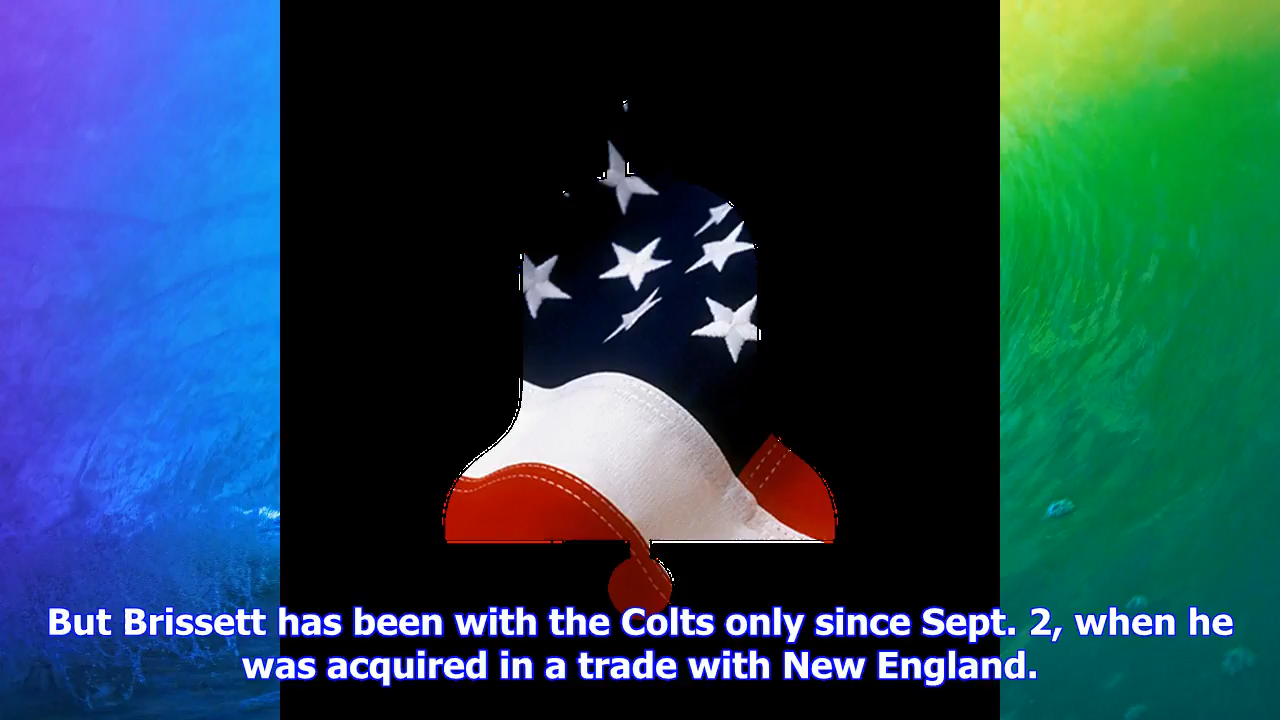 But Brissett has been with the Colts only since Sept. 2, when he
was acquired in a trade with New England.